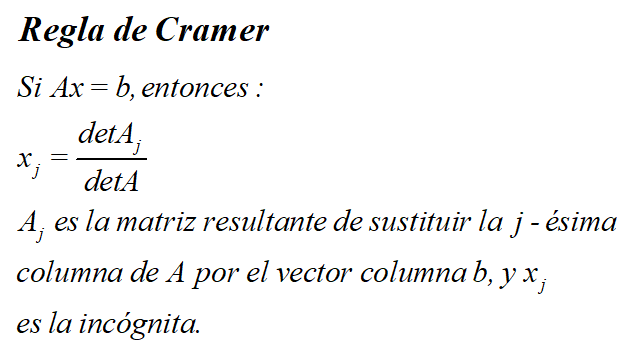 Regla de Cramer
Si Ax = b, entonces :
x_j = detA_j / detA
A_j es la matriz resultante de sustituir la j - ésima
columna de A por el vector columna b, y x_j
es la incógnita.